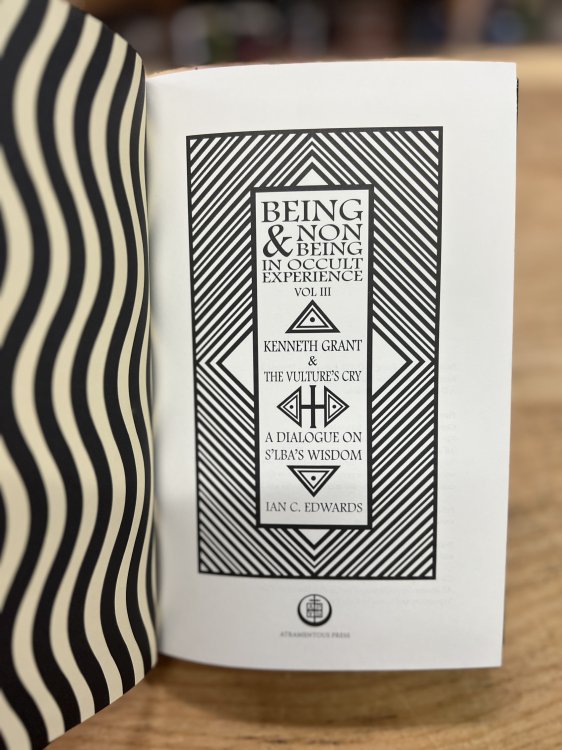 BEING
& NON
BEING
IN OCCULT
EXPERIENCE
VOL III
KENNETH GRANT
&
THE VULTURE'S CRY
A DIALOGUE ON
S'LBA'S WISDOM
IAN C. EDWARDS
ATRAMENTOUS PRESS